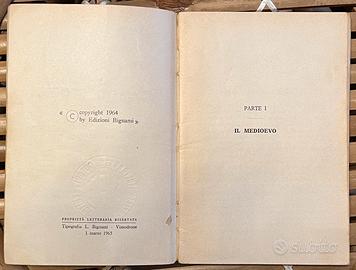 « © copyright 1964
by Edizioni Bignami »
PROPRIETÀ LETTERARIA RISERVATA
Tipografia L. Bignami - Vimodrone
1 marzo 1965
PARTE I
IL MEDIOEVO
subito